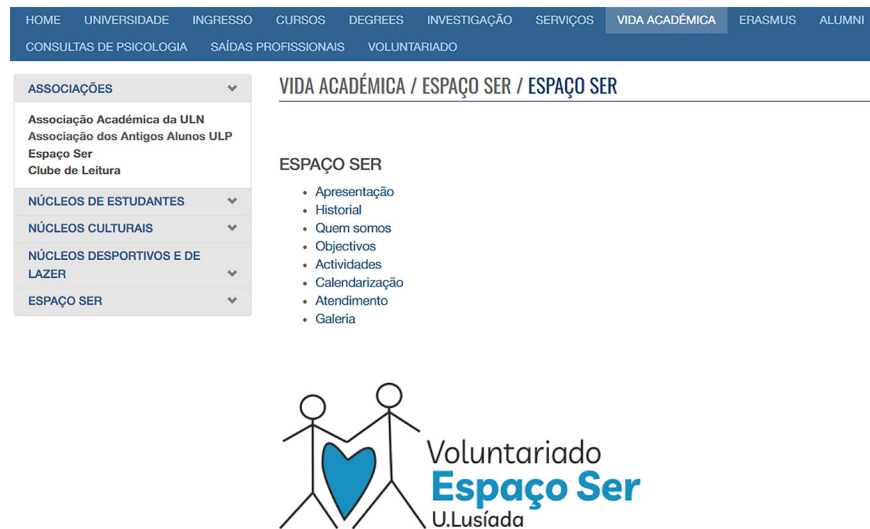 HOME UNIVERSIDADE INGRESSO CURSOS DEGREES INVESTIGAÇÃO SERVIÇOS VIDA ACADÉMICA ERASMUS ALUMNI
CONSULTAS DE PSICOLOGIA SAÍDAS PROFISSIONAIS VOLUNTARIADO
ASSOCIAÇÕES
Associação Académica da ULN
Associação dos Antigos Alunos ULP
Espaço Ser
Clube de Leitura
NÚCLEOS DE ESTUDANTES
NÚCLEOS CULTURAIS
NÚCLEOS DESPORTIVOS E DE
LAZER
ESPAÇO SER
VIDA ACADÉMICA / ESPAÇO SER / ESPAÇO SER
ESPAÇO SER
Apresentação
Historial
Quem somos
Objectivos
Actividades
Calendarização
Atendimento
Galeria
Voluntariado
Espaço Ser
U.Lusíada